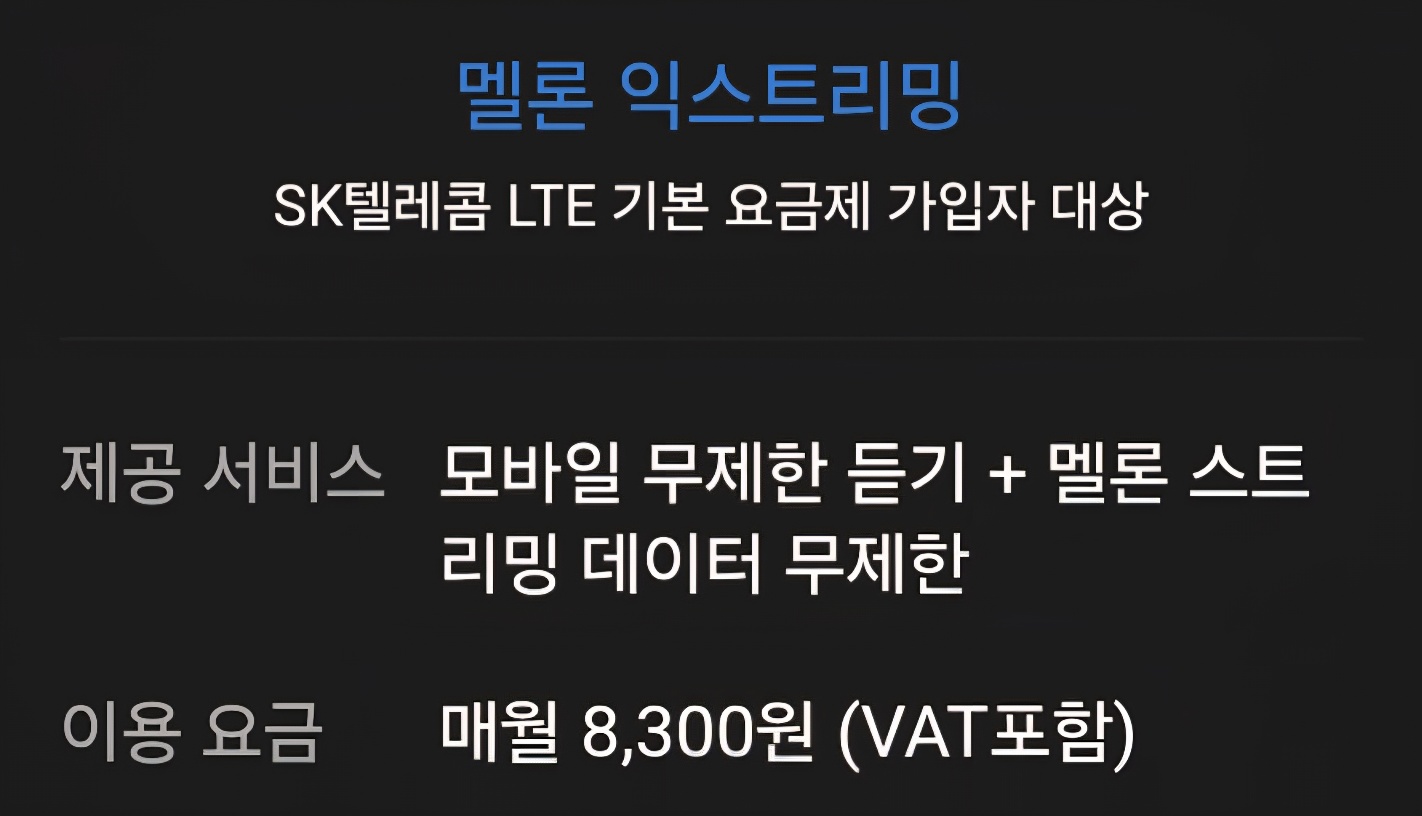 멜론 익스트리밍
SK텔레콤 LTE 기본 요금제 가입자 대상
제공 서비스 모바일 무제한 듣기 + 멜론 스트
리밍 데이터 무제한
이용 요금 매월 8,300원 (VAT포함)